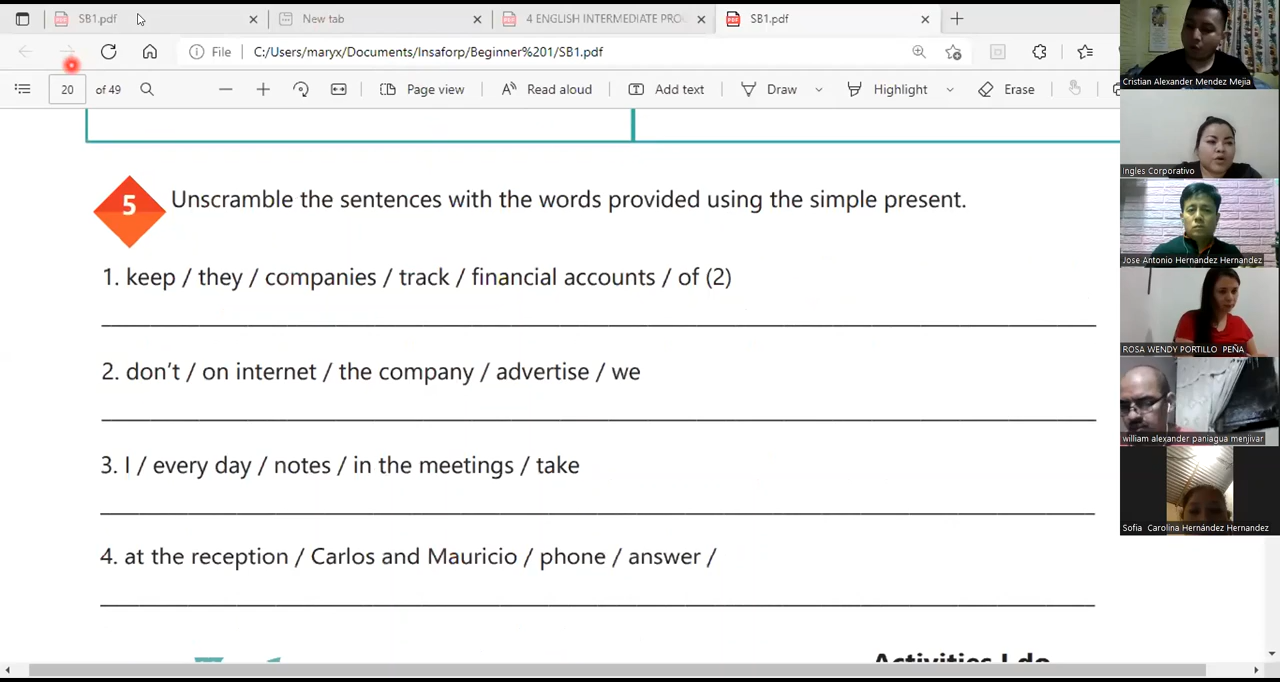 SB1.pdf
New tab
4 ENGLISH INTERMEDIATE PRO
SB1.pdf
File
C:/Users/maryx/Documents/Insaforp/Beginner%201/SB1.pdf
20 of 49
Page view
Read aloud
Add text
Draw
Highlight
Erase
5 Unscramble the sentences with the words provided using the simple present.
1. keep / they / companies / track / financial accounts / of (2)
2. don't / on internet / the company / advertise / we
3. I / every day / notes / in the meetings / take
4. at the reception / Carlos and Mauricio / phone / answer /
Activities I do
Cristian Alexander Mendez Mejia
Ingles Corporativo
Jose Antonio Hernandez Hernandez
ROSA WENDY PORTILLO PEÑA
william alexander paniagua menjivar
Sofia Carolina Hernández Hernandez